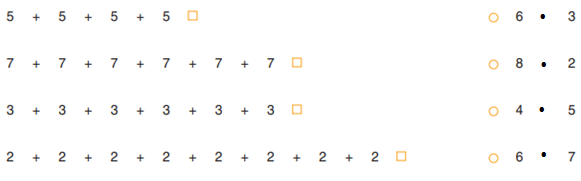 5 + 5 + 5 + 5 □ ○ 6 • 3
7 + 7 + 7 + 7 + 7 + 7 □ ○ 8 • 2
3 + 3 + 3 + 3 + 3 + 3 □ ○ 4 • 5
2 + 2 + 2 + 2 + 2 + 2 + 2 + 2 □ ○ 6 • 7